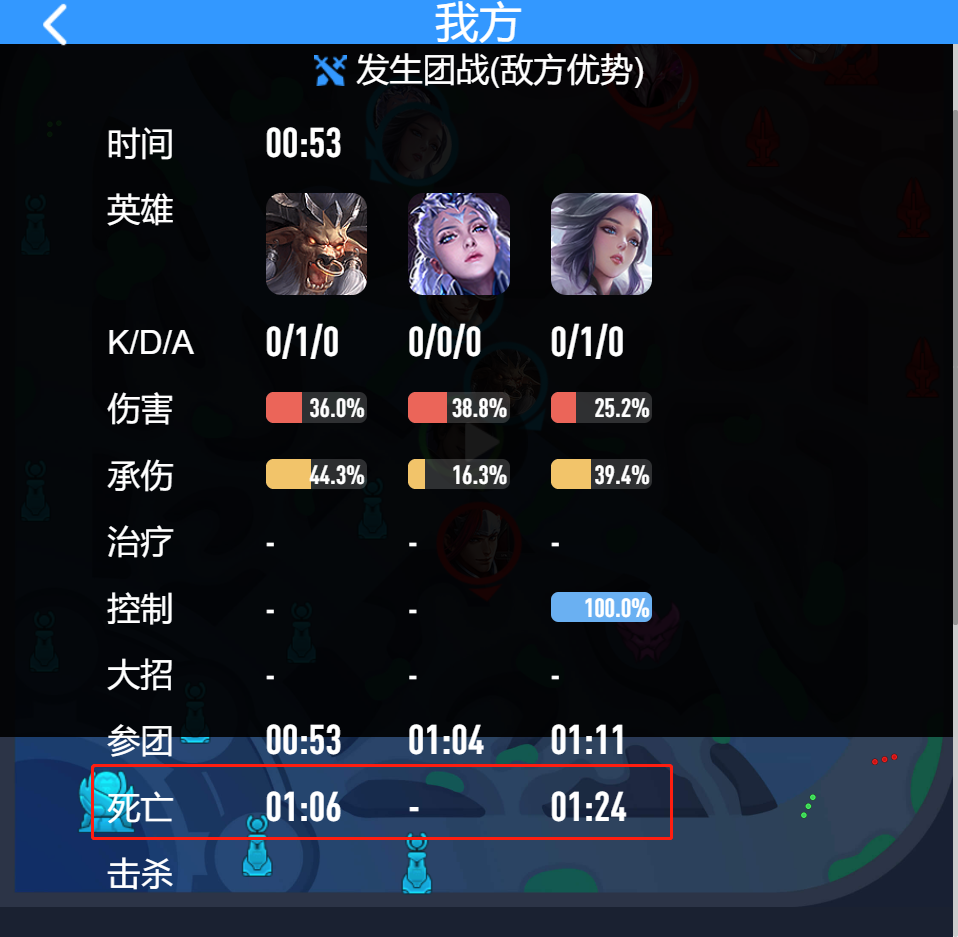 我方
发生团战(敌方优势)
时间 00:53
英雄
K/D/A 0/1/0 0/0/0 0/1/0
伤害 36.0% 38.8% 25.2%
承伤 44.3% 16.3% 39.4%
治疗 - - -
控制 - - 100.0%
大招 - - -
参团 00:53 01:04 01:11
死亡 01:06 - 01:24
击杀